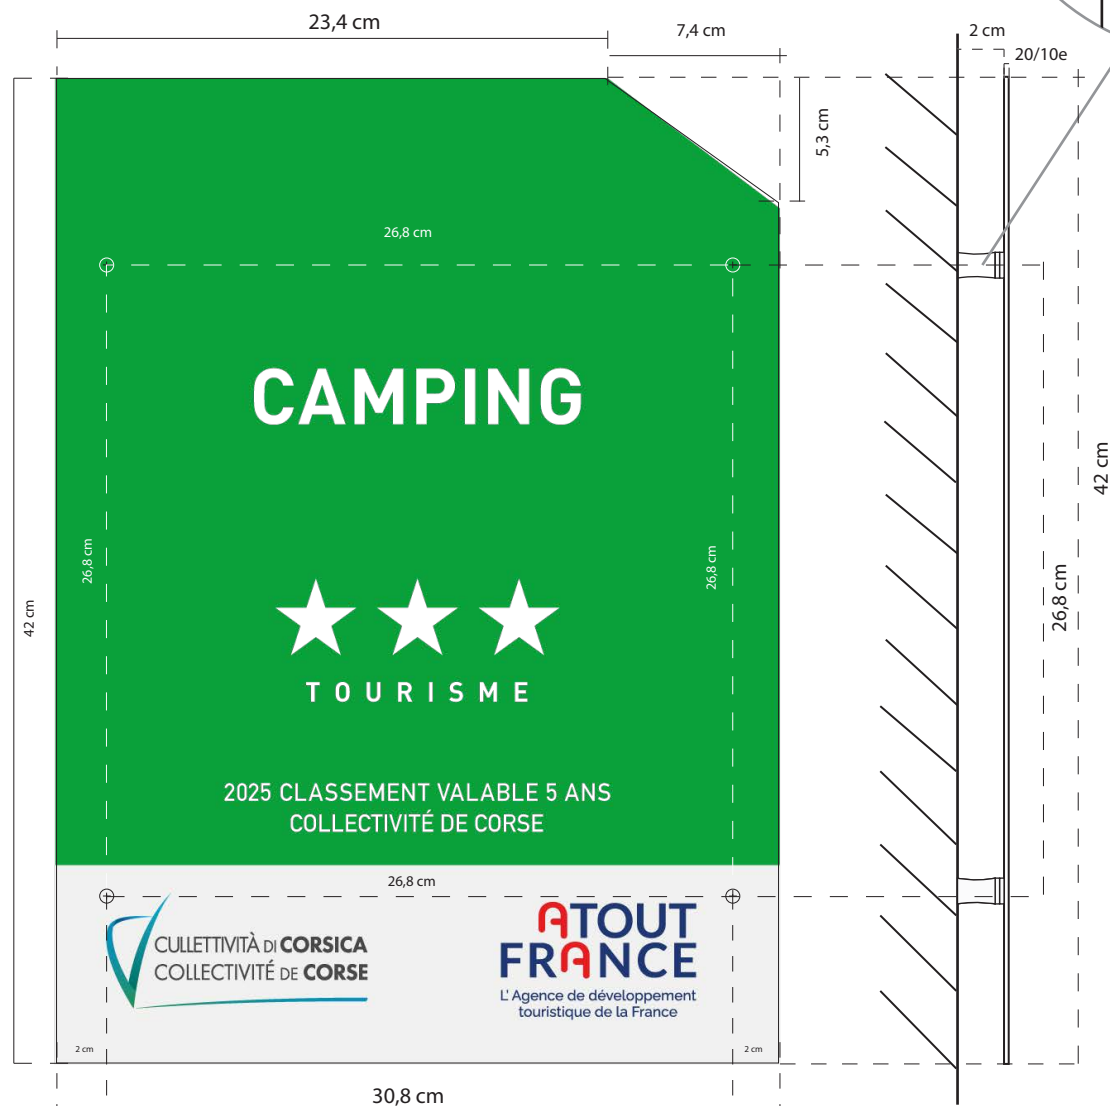 23,4 cm
7,4 cm
2 cm
20/10e
5,3 cm
26,8 cm
CAMPING
42 cm
26,8 cm
26,8 cm
26,8 cm
42 cm
TOURISME
2025 CLASSEMENT VALABLE 5 ANS
COLLECTIVITÉ DE CORSE
26,8 cm
CULLETTIVITÀ DI CORSICA
COLLECTIVITÉ DE CORSE
ATOUT
FRANCE
L'Agence de développement
touristique de la France
2 cm
2 cm
30,8 cm